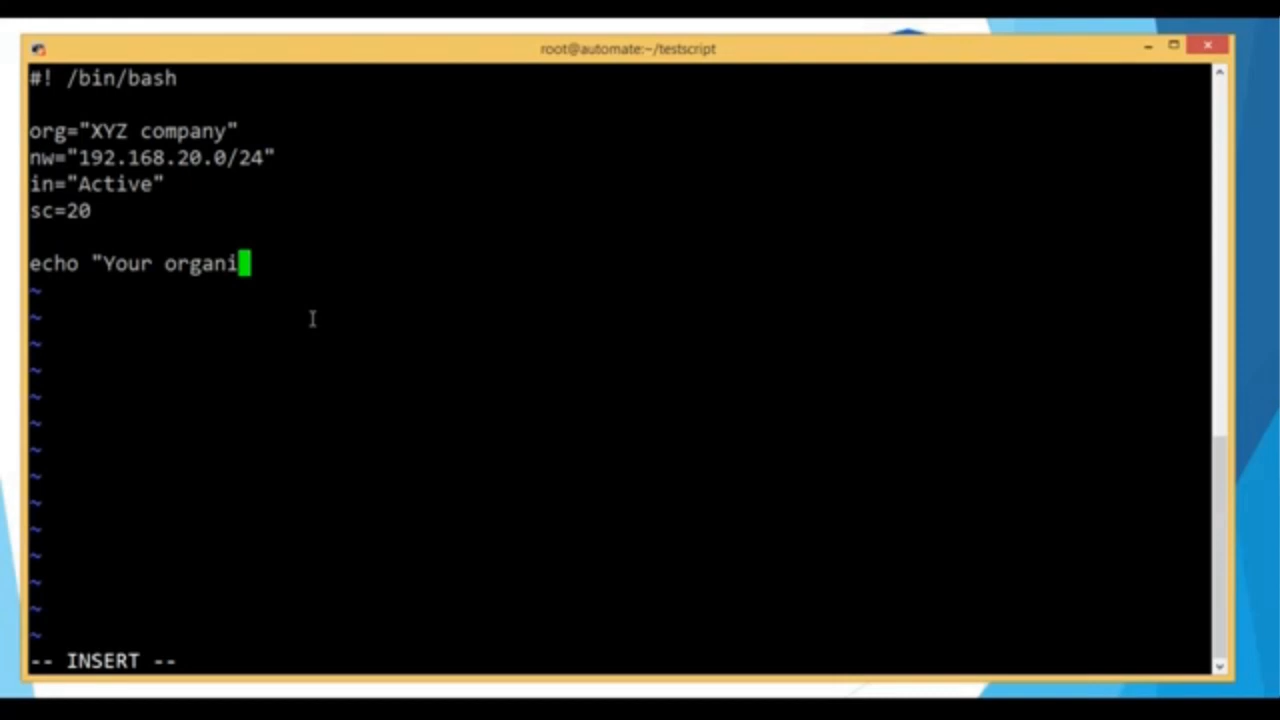 root@automate:~/testscript
#! /bin/bash
org="XYZ company"
nw="192.168.20.0/24"
in="Active"
sc=20
echo "Your organi
~
~
~
~
~
~
~
~
~
~
~
~
~
~
-- INSERT --